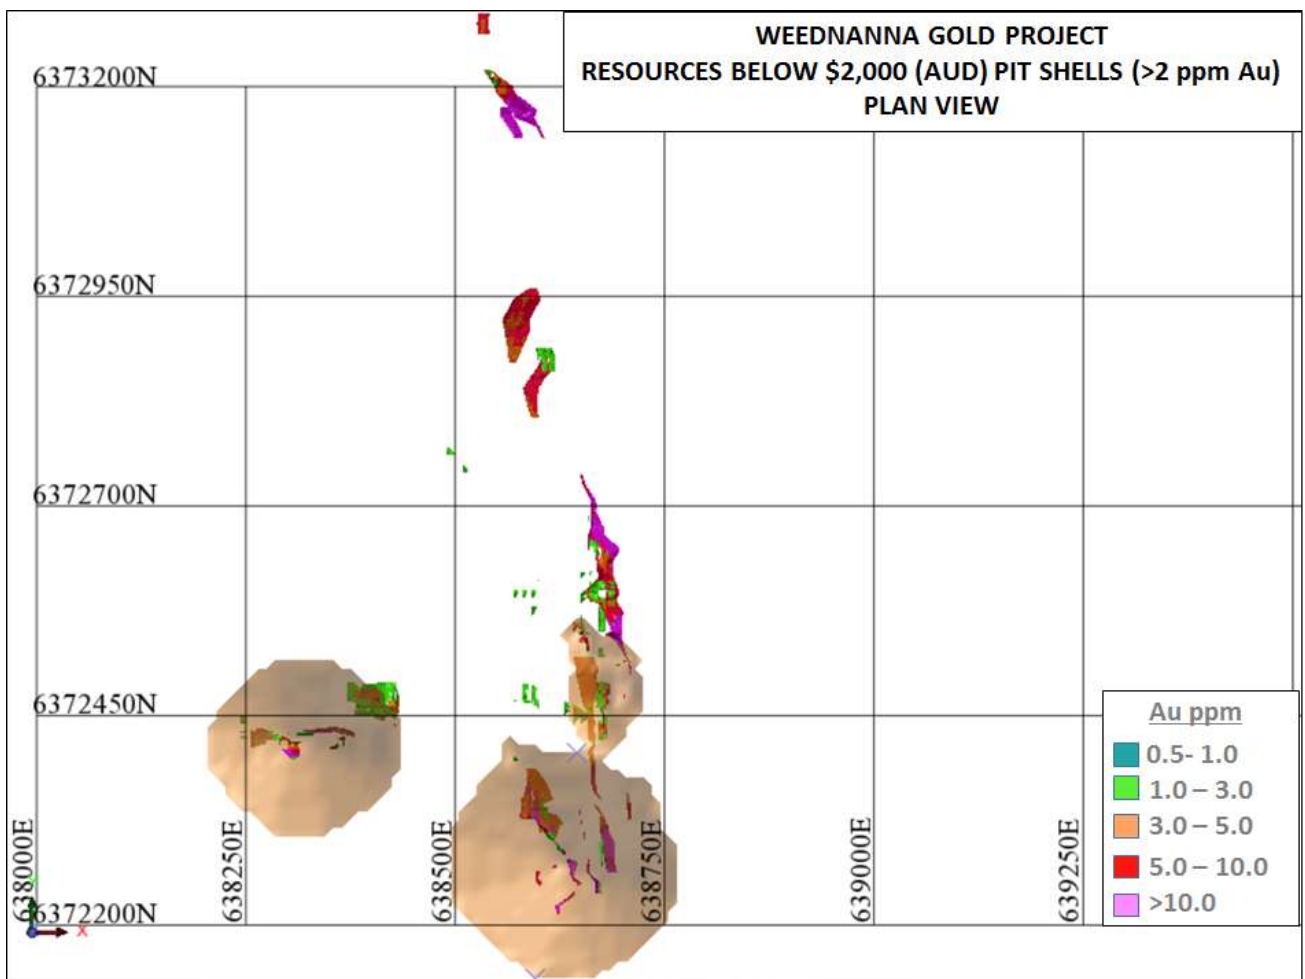 WEEDNANNA GOLD PROJECT
RESOURCES BELOW $2,000 (AUD) PIT SHELLS (>2 ppm Au)
PLAN VIEW
6373200N
6372950N
6372700N
6372450N
6372200N
638000E
638250E
638500E
638750E
639000E
639250E
X
Au ppm
0.5- 1.0
1.0 – 3.0
3.0 – 5.0
5.0 – 10.0
>10.0